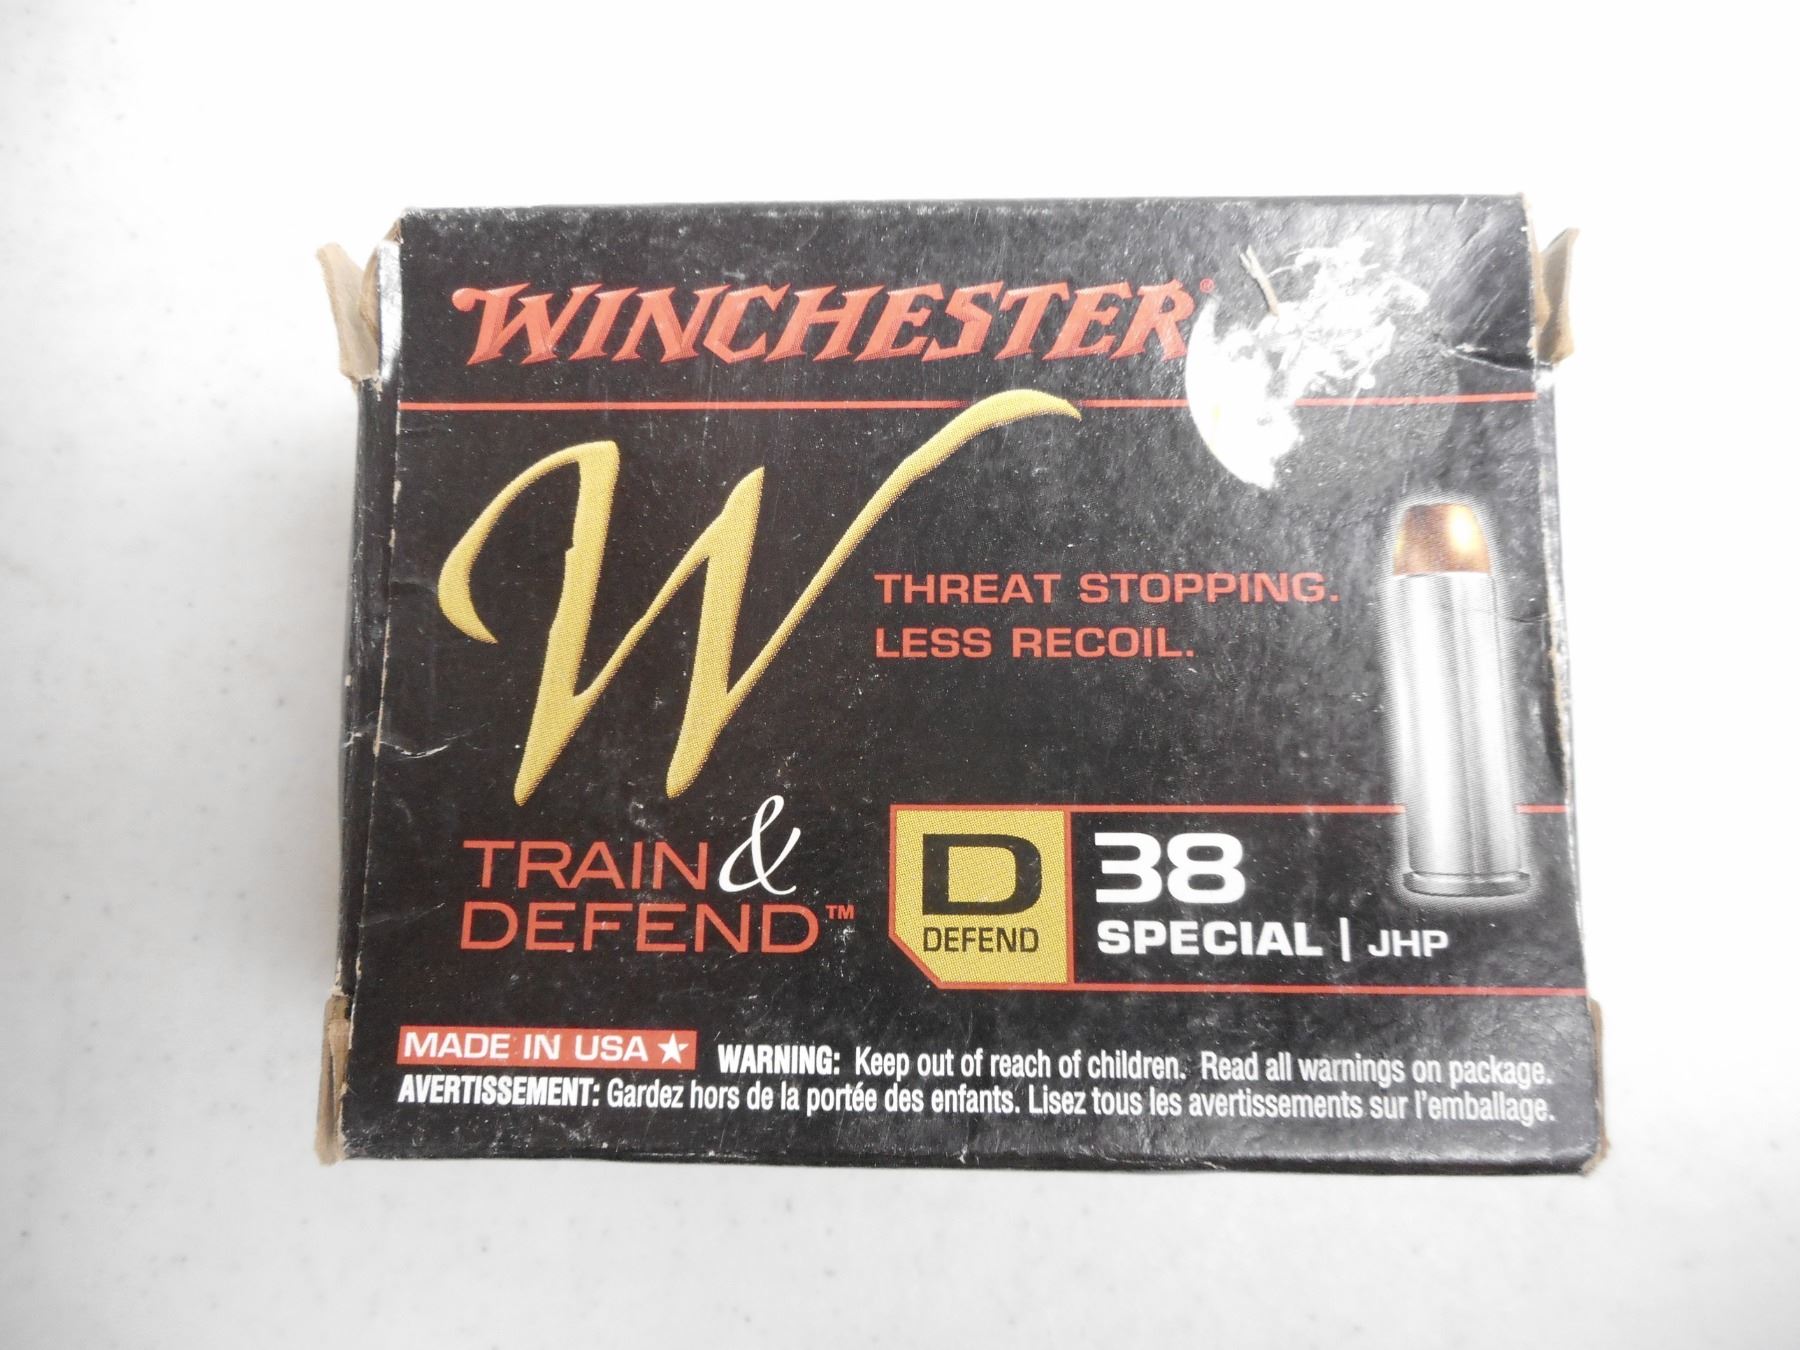 WINCHESTER®
W
THREAT STOPPING.
LESS RECOIL.
TRAIN &
DEFEND™
D
DEFEND
38
SPECIAL | JHP
MADE IN USA ★ WARNING: Keep out of reach of children. Read all warnings on package.
AVERTISSEMENT: Gardez hors de la portée des enfants. Lisez tous les avertissements sur l'emballage.